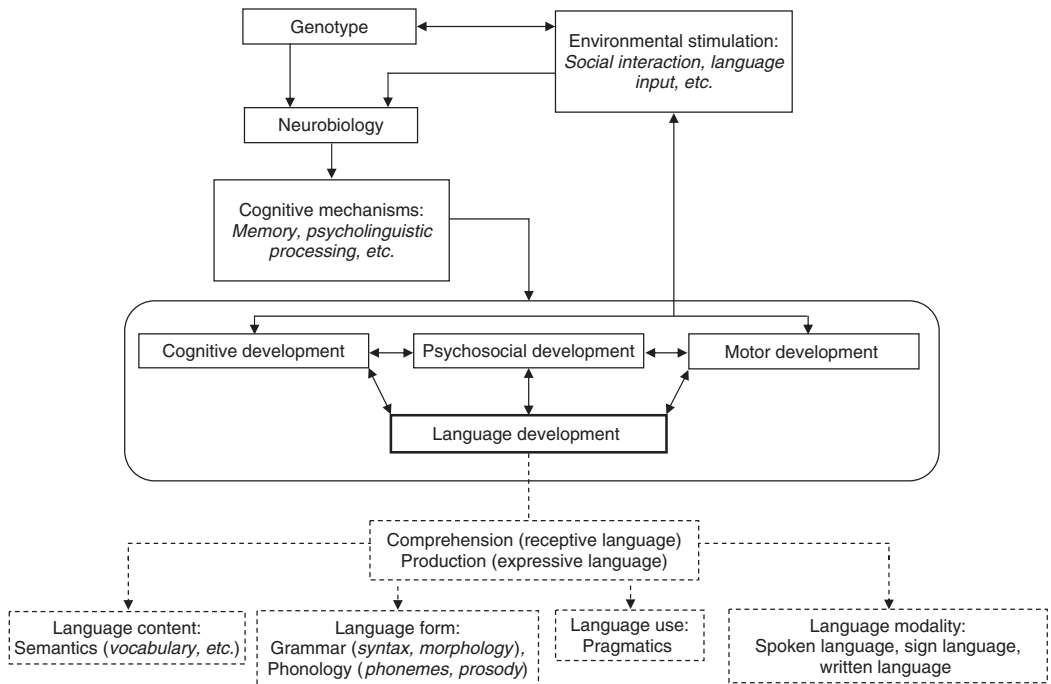 Genotype
Environmental stimulation:
Social interaction, language
input, etc.
Neurobiology
Cognitive mechanisms:
Memory, psycholinguistic
processing, etc.
Cognitive development
Psychosocial development
Motor development
Language development
Comprehension (receptive language)
Production (expressive language)
Language content:
Semantics (vocabulary, etc.)
Language form:
Grammar (syntax, morphology),
Phonology (phonemes, prosody)
Language use:
Pragmatics
Language modality:
Spoken language, sign language,
written language